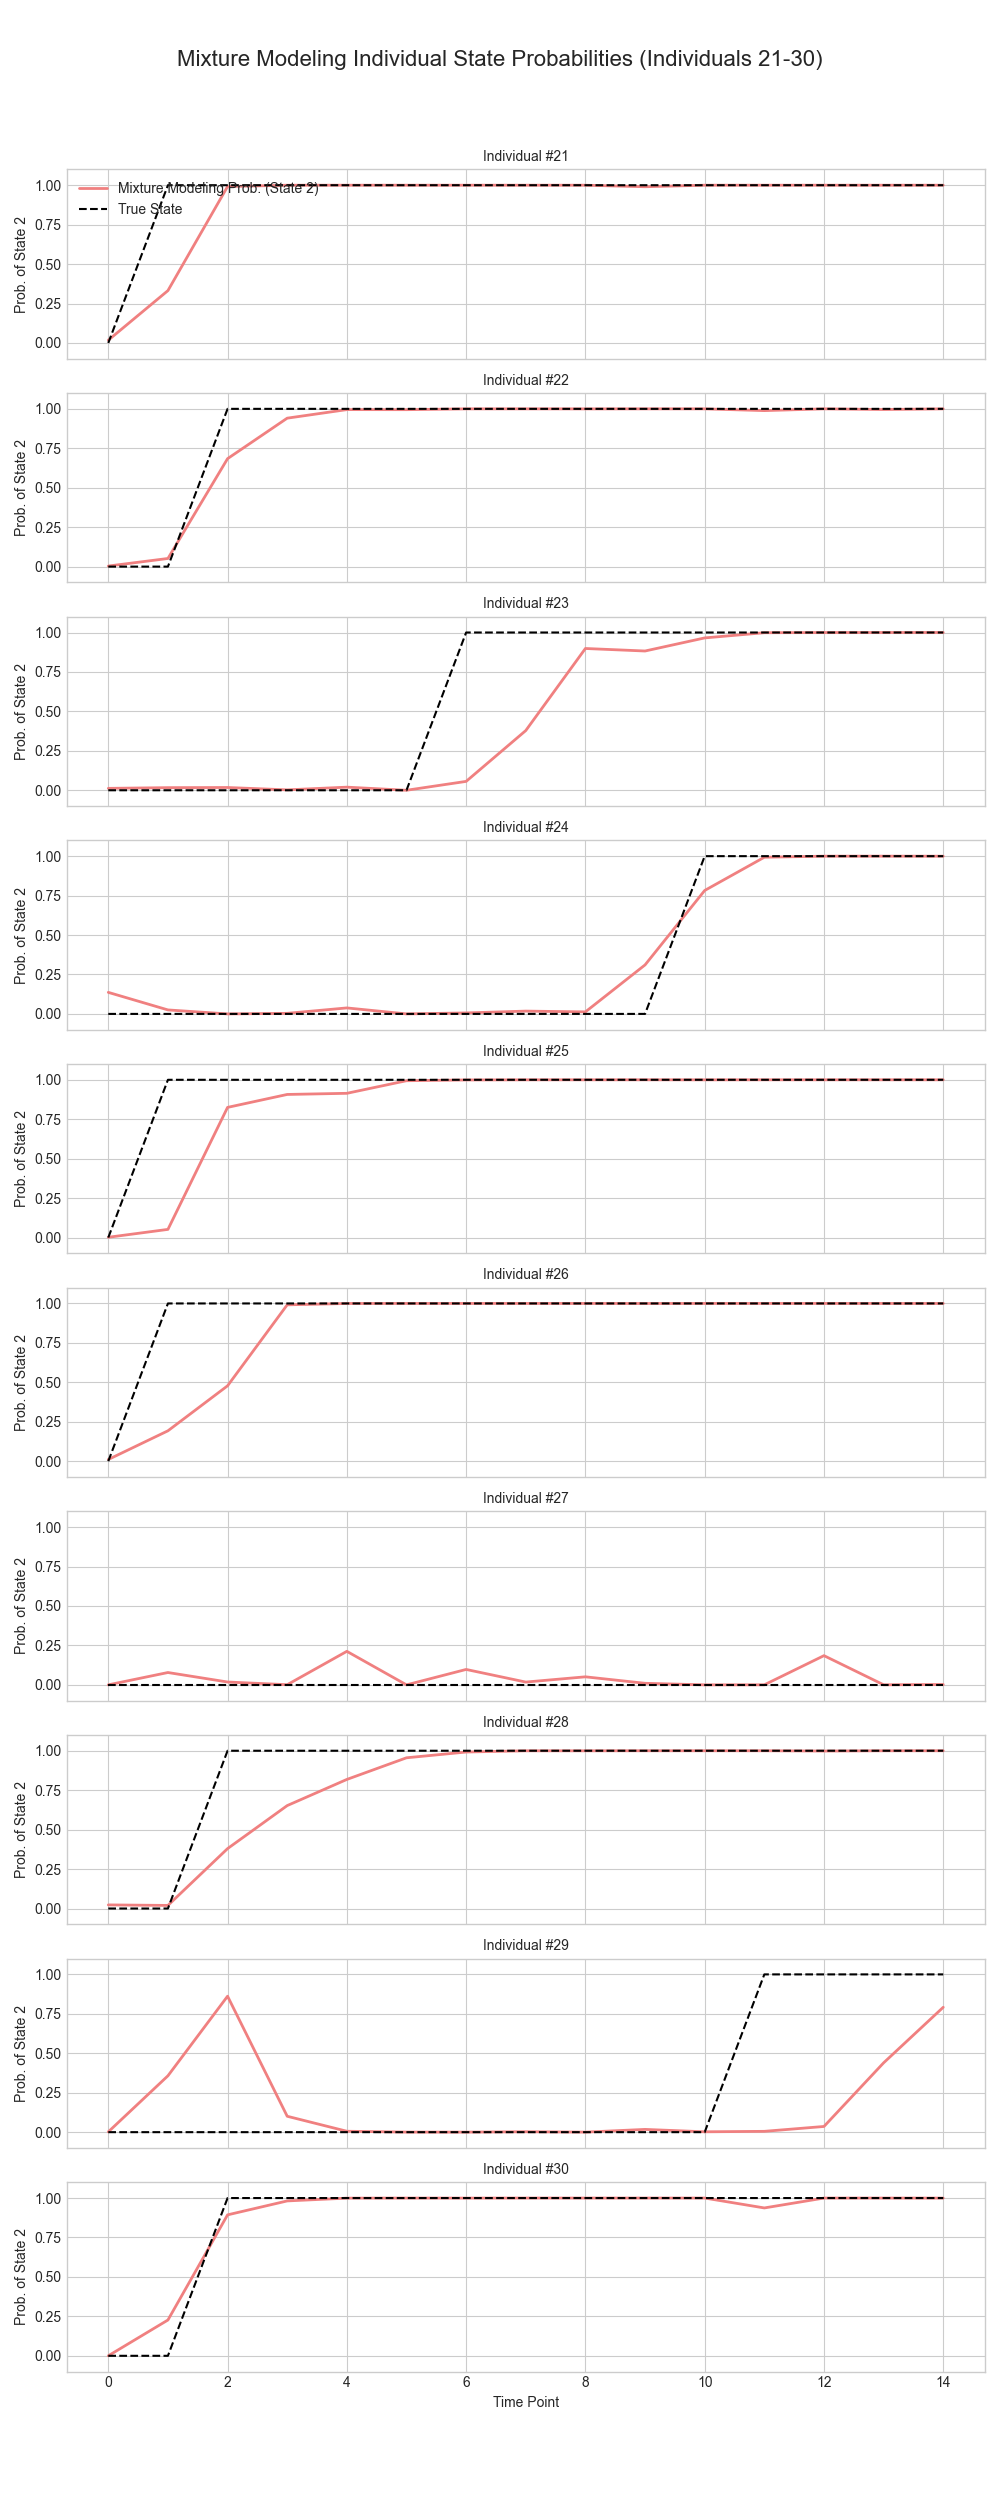 Mixture Modeling Individual State Probabilities (Individuals 21-30)
Individual #21
Mixture Modeling Prob. (State 2)
True State
Prob. of State 2
1.00
0.75
0.50
0.25
0.00
Individual #22
Prob. of State 2
1.00
0.75
0.50
0.25
0.00
Individual #23
Prob. of State 2
1.00
0.75
0.50
0.25
0.00
Individual #24
Prob. of State 2
1.00
0.75
0.50
0.25
0.00
Individual #25
Prob. of State 2
1.00
0.75
0.50
0.25
0.00
Individual #26
Prob. of State 2
1.00
0.75
0.50
0.25
0.00
Individual #27
Prob. of State 2
1.00
0.75
0.50
0.25
0.00
Individual #28
Prob. of State 2
1.00
0.75
0.50
0.25
0.00
Individual #29
Prob. of State 2
1.00
0.75
0.50
0.25
0.00
Individual #30
Prob. of State 2
1.00
0.75
0.50
0.25
0.00
0 2 4 6 8 10 12 14
Time Point